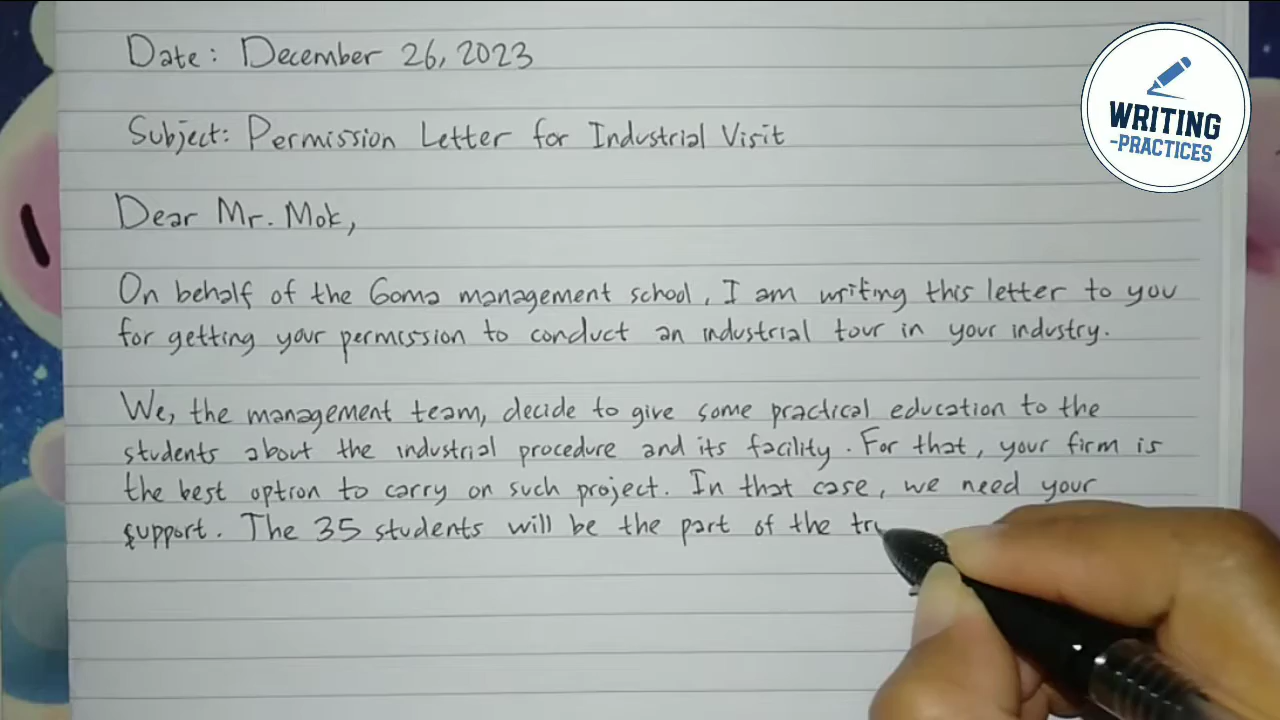 Date: December 26, 2023
WRITING
-PRACTICES
Subject: Permission Letter for Industrial Visit
Dear Mr. Mok,
On behalf of the Goma management school, I am writing this letter to you
for getting your permission to conduct an industrial tour in your industry.
We, the management team, decide to give some practical education to the
students about the industrial procedure and its facility. For that, your firm is
the best option to carry on such project. In that case, we need your
support. The 35 students will be the part of the